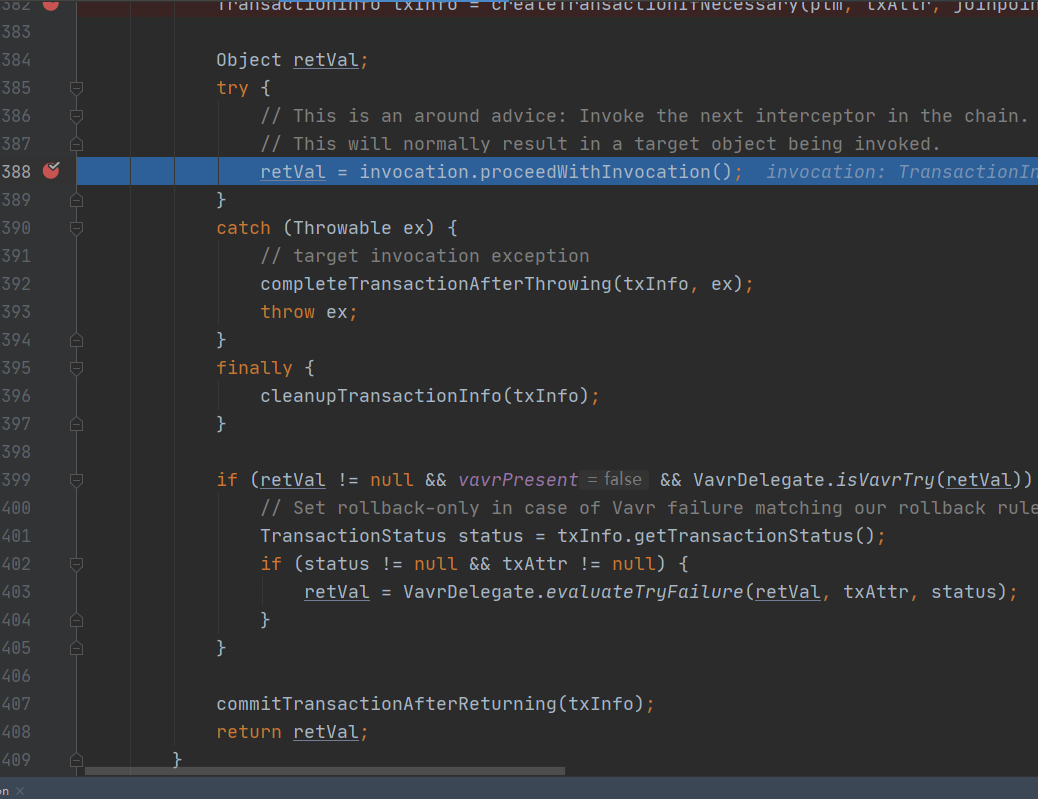 382 TransactionInfo txInfo = createTransactionIfNecessary(ptm, txAttr, joinpoin
383
384 Object retVal;
385 try {
386 // This is an around advice: Invoke the next interceptor in the chain.
387 // This will normally result in a target object being invoked.
388 retVal = invocation.proceedWithInvocation(); invocation: TransactionIn
389 }
390 catch (Throwable ex) {
391 // target invocation exception
392 completeTransactionAfterThrowing(txInfo, ex);
393 throw ex;
394 }
395 finally {
396 cleanupTransactionInfo(txInfo);
397 }
398
399 if (retVal != null && vavrPresent = false && VavrDelegate.isVavrTry(retVal))
400 // Set rollback-only in case of Vavr failure matching our rollback rule
401 TransactionStatus status = txInfo.getTransactionStatus();
402 if (status != null && txAttr != null) {
403 retVal = VavrDelegate.evaluateTryFailure(retVal, txAttr, status);
404 }
405 }
406
407 commitTransactionAfterReturning(txInfo);
408 return retVal;
409 }
on ×